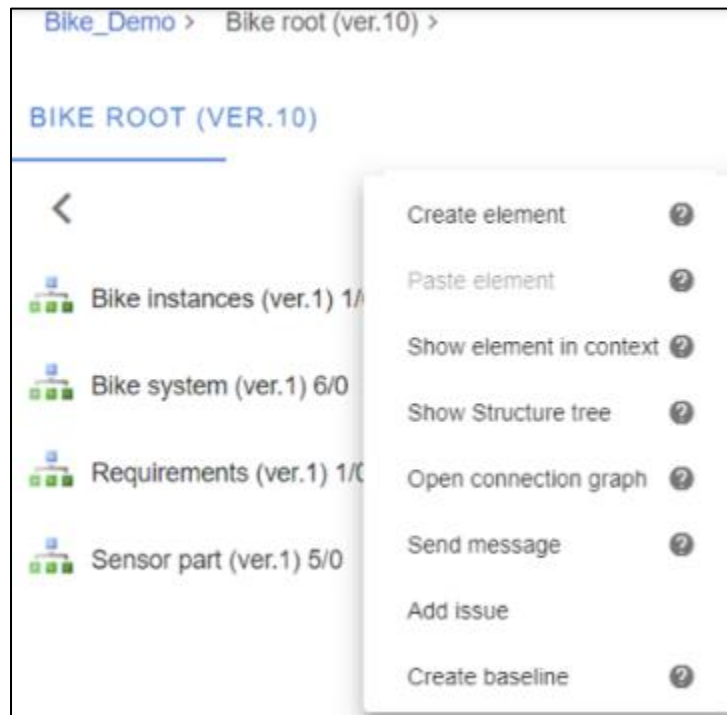 Bike_Demo > Bike root (ver.10) >
BIKE ROOT (VER.10)
Bike instances (ver.1) 1/
Bike system (ver.1) 6/0
Requirements (ver.1) 1/0
Sensor part (ver.1) 5/0
Create element
Paste element
Show element in context
Show Structure tree
Open connection graph
Send message
Add issue
Create baseline